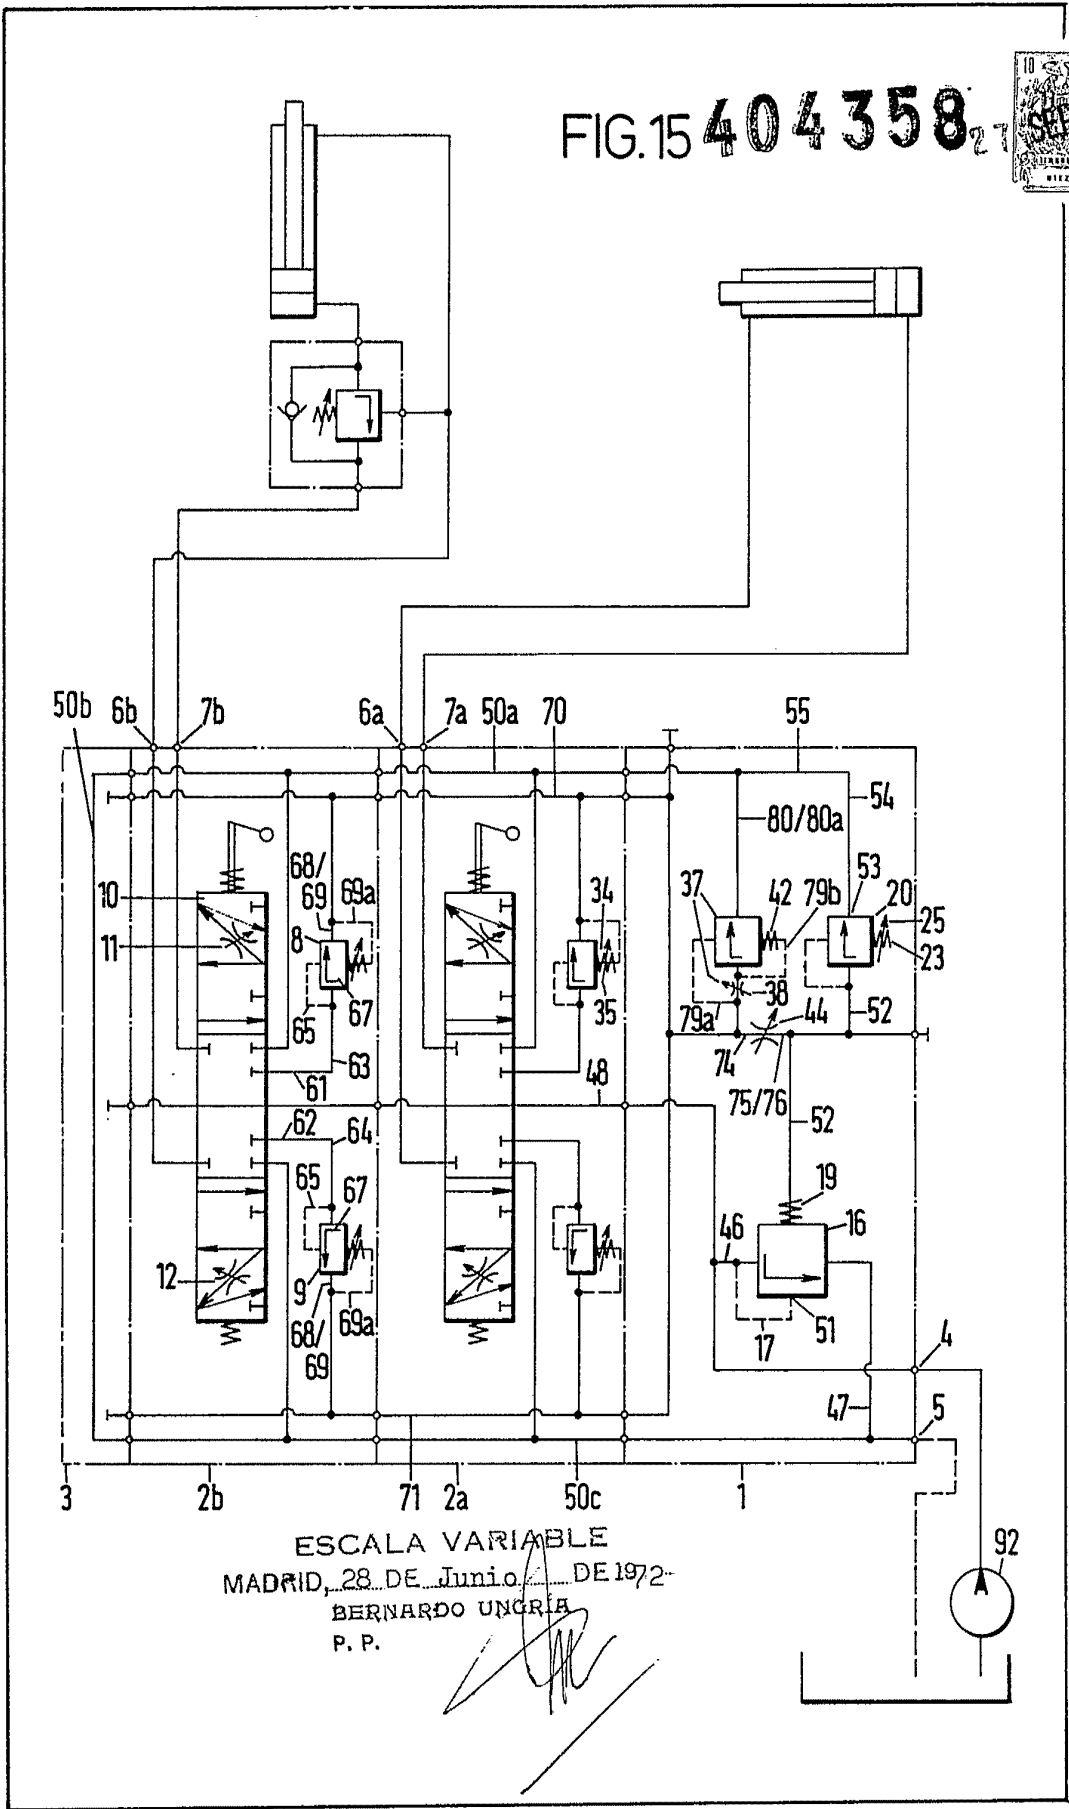 FIG.15 404358
27
10
50b 6b 7b 6a 7a 50a 70 55
54
80/80a
10 68/69 69a 34 37 42 79b 53 20 25
11 8 23
65 67 35 79a 38 44 52
61 63 74
48 75/76
62 64 52
65 67 19
46 16
12 9 68/69 69a 17 51 4
47 5
3 2b 71 2a 50c 1
92
ESCALA VARIABLE
MADRID, 28 DE Junio DE 1972
BERNARDO UNGRÍA
P. P.